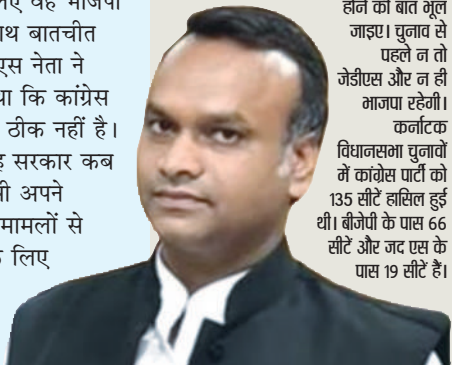 लए वह भाजपा
ाथ बातचीत
एस नेता ने
था कि कांग्रेस
ठीक नहीं है।
ह सरकार कब
भी अपने
मामलों से
के लिए
होने की बात भूल
जाइए। चुनाव से
पहले न तो
जेडीएस और न ही
भाजपा रहेगी।
कर्नाटक
विधानसभा चुनावों
में कांग्रेस पार्टी को
135 सीटें हासिल हुई
थी। बीजेपी के पास 66
सीटें और जद एस के
पास 19 सीटें हैं।